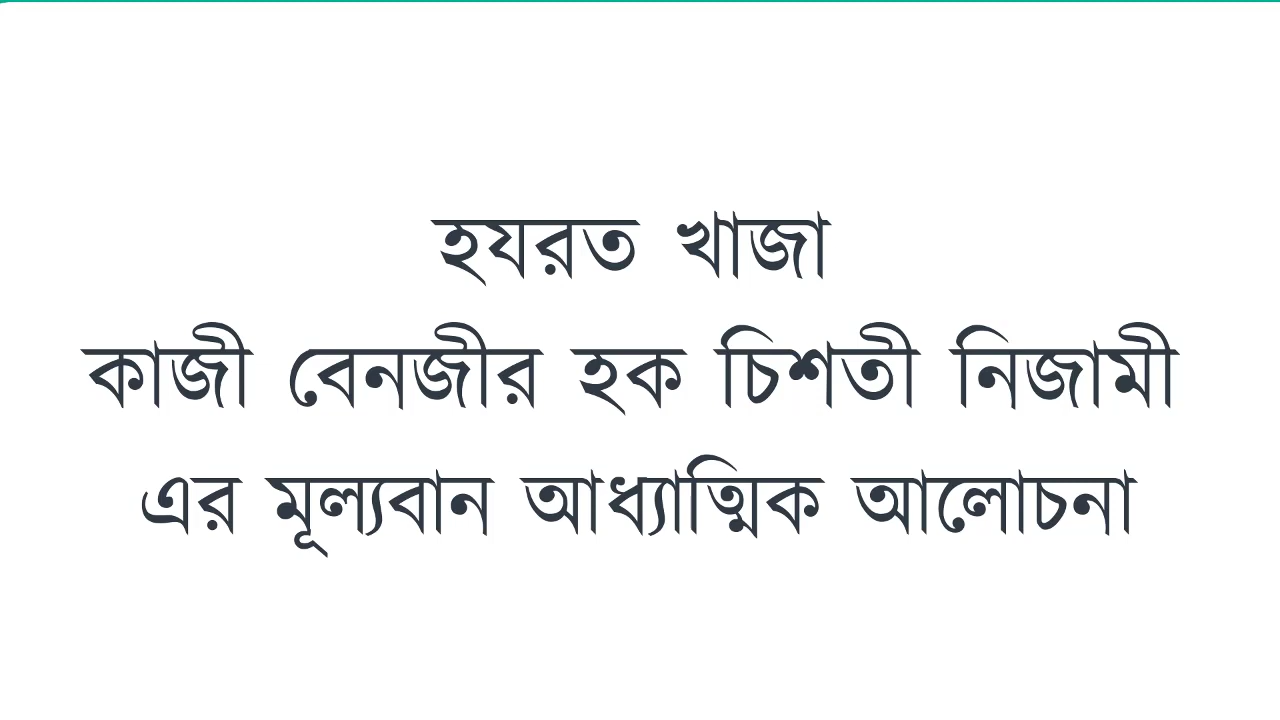 হযরত খাজা
কাজী বেনজীর হক চিশতী নিজামী
এর মূল্যবান আধ্যাত্মিক আলোচনা